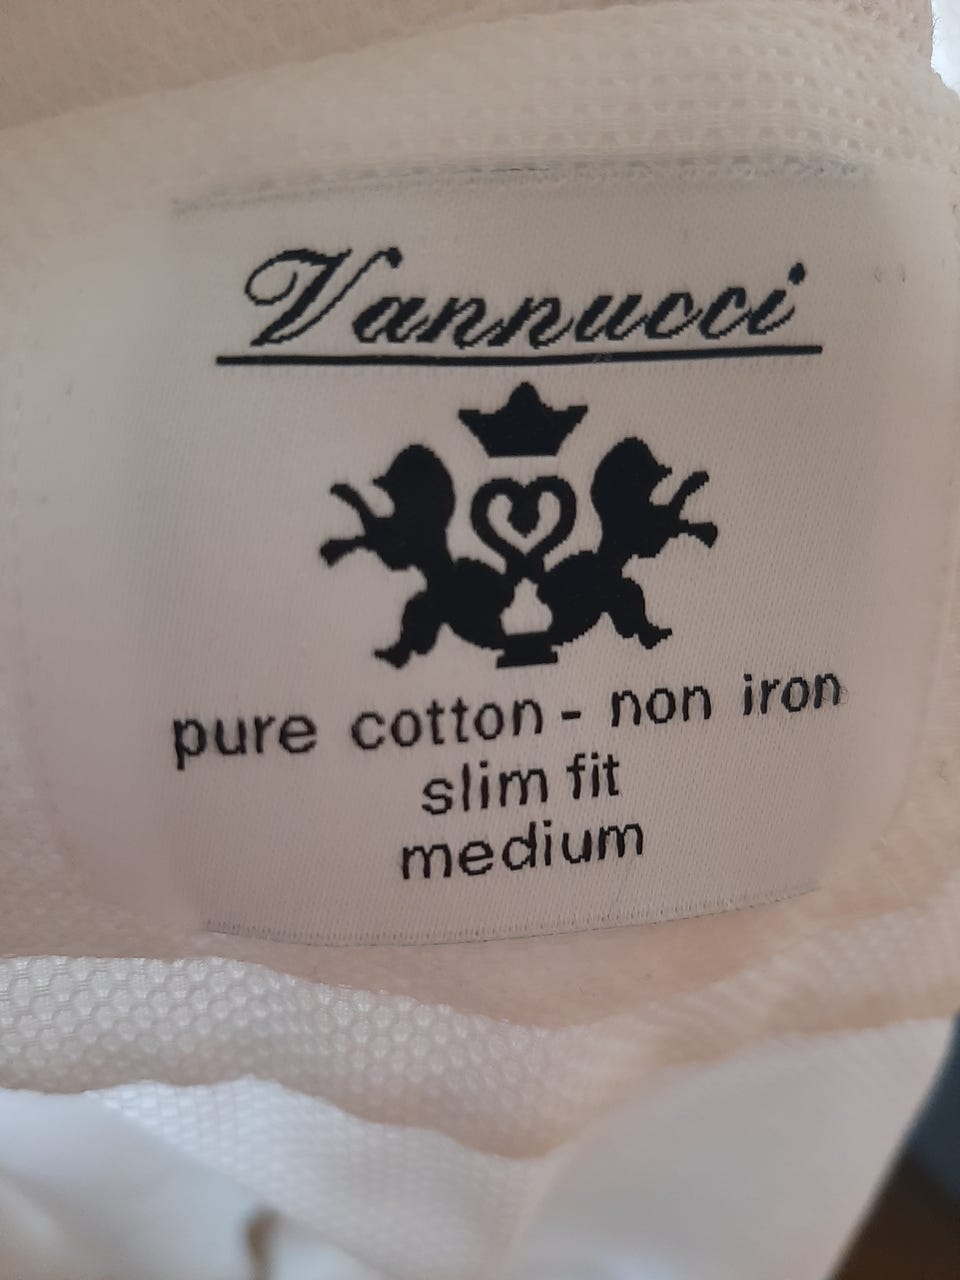 Vannucci
pure cotton - non iron
slim fit
medium